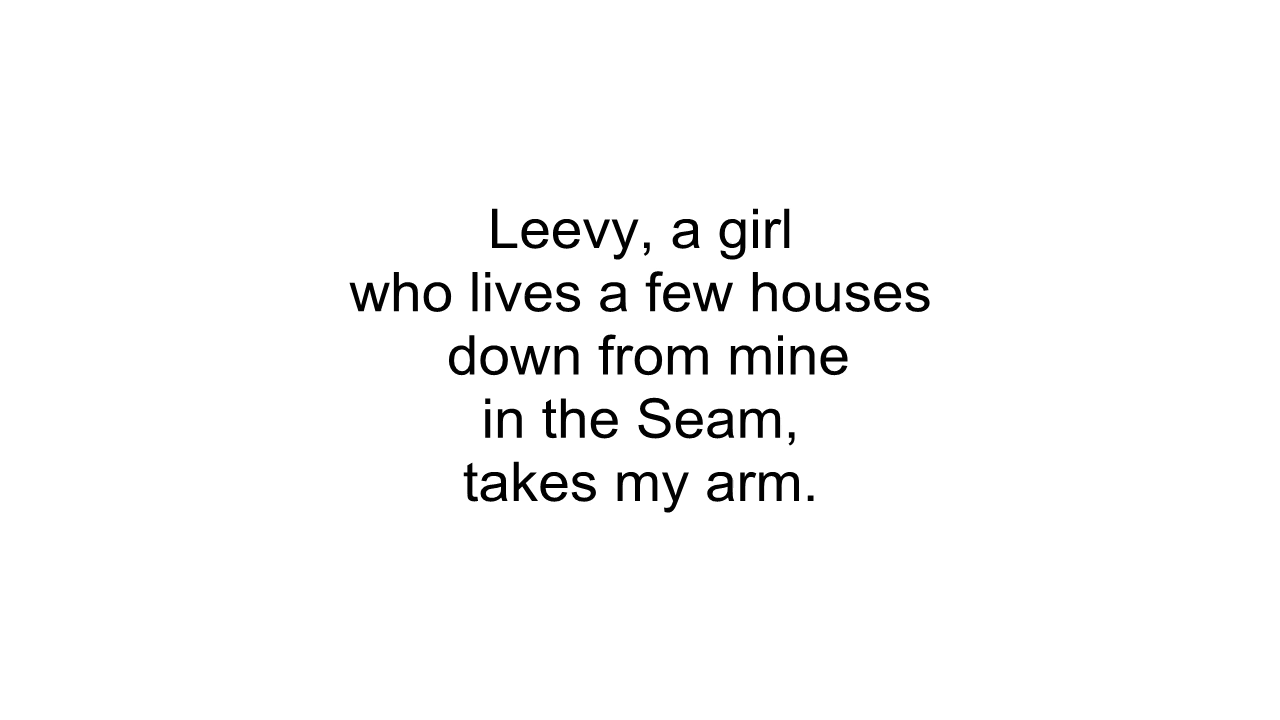 Leevy, a girl
who lives a few houses
down from mine
in the Seam,
takes my arm.